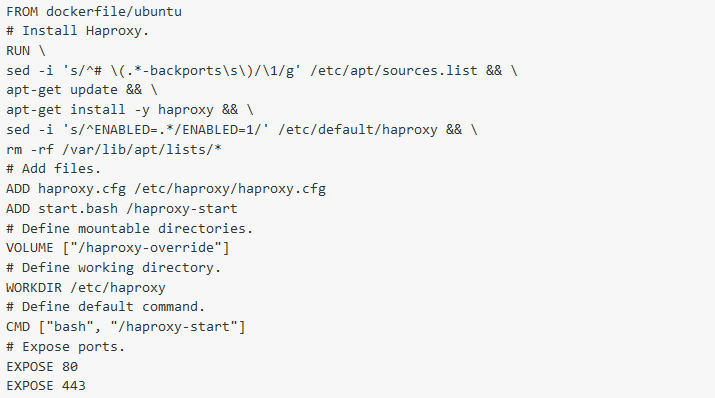 FROM dockerfile/ubuntu
# Install Haproxy.
RUN \
sed -i 's/^# \(.*-backports\s\)/\1/g' /etc/apt/sources.list && \
apt-get update && \
apt-get install -y haproxy && \
sed -i 's/^ENABLED=.*/ENABLED=1/' /etc/default/haproxy && \
rm -rf /var/lib/apt/lists/*
# Add files.
ADD haproxy.cfg /etc/haproxy/haproxy.cfg
ADD start.bash /haproxy-start
# Define mountable directories.
VOLUME ["/haproxy-override"]
# Define working directory.
WORKDIR /etc/haproxy
# Define default command.
CMD ["bash", "/haproxy-start"]
# Expose ports.
EXPOSE 80
EXPOSE 443